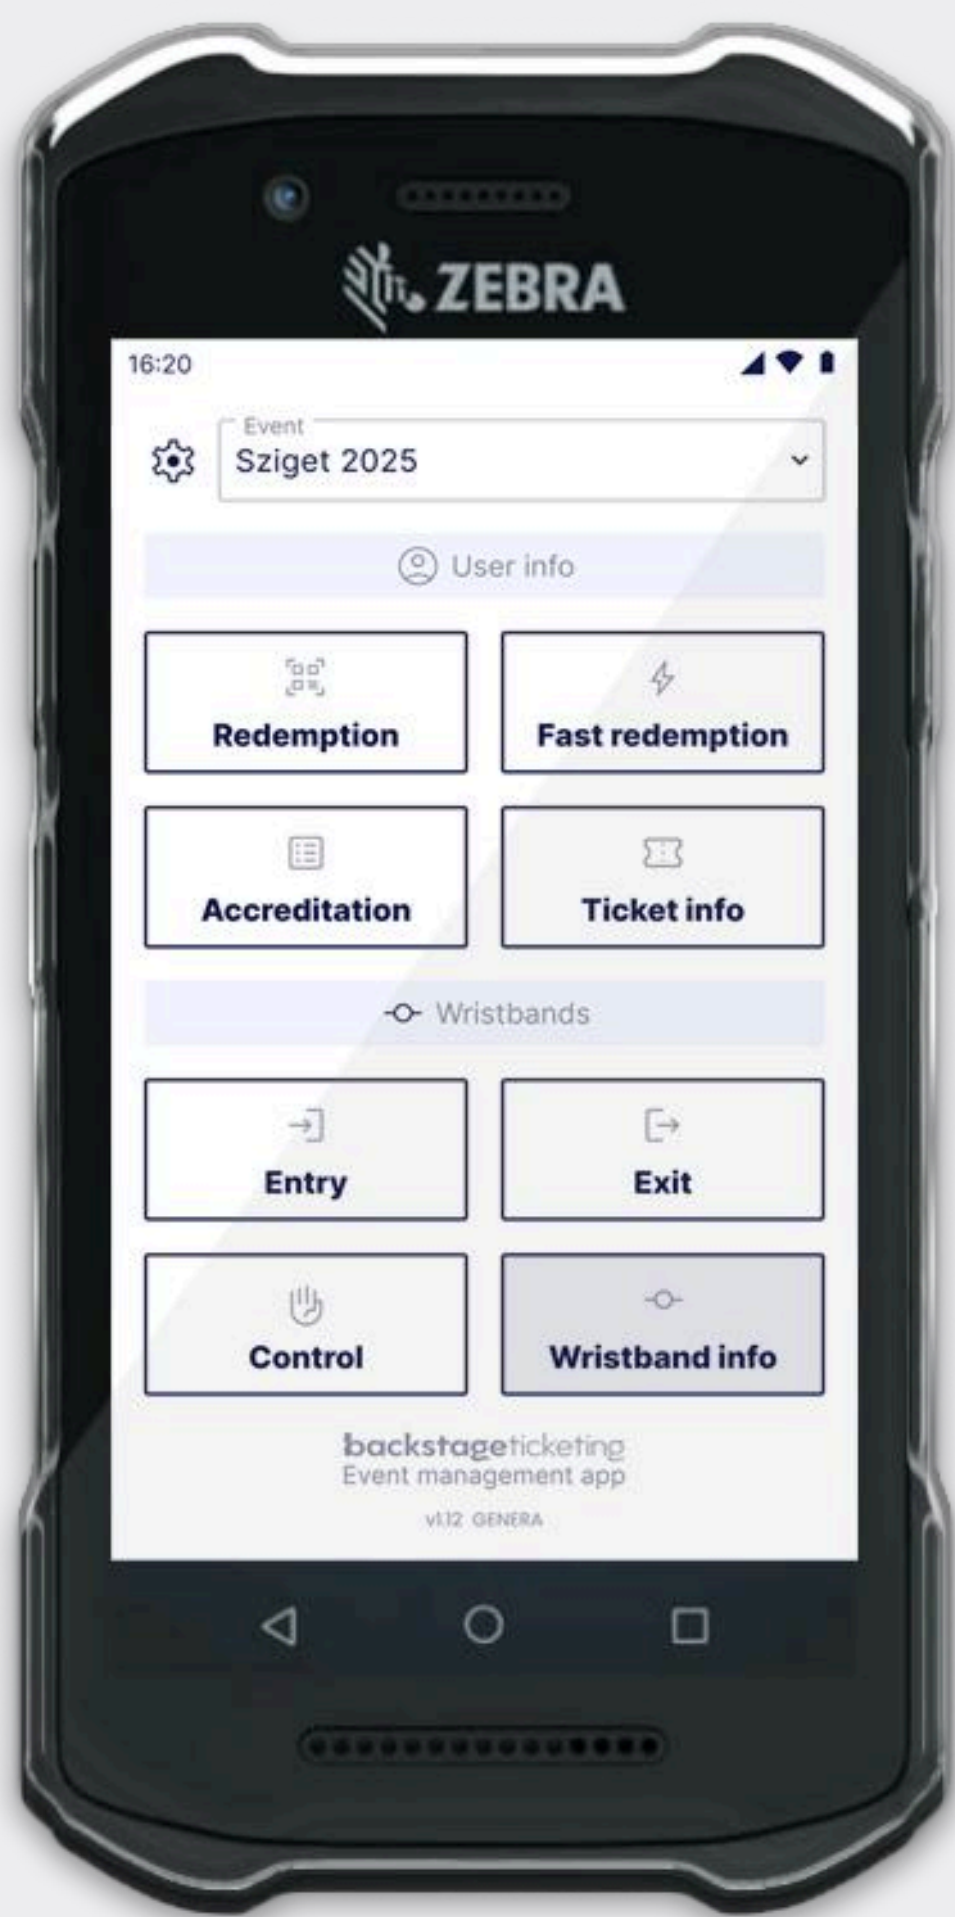 ZEBRA
16:20
Event
Sziget 2025
User info
Redemption
Fast redemption
Accreditation
Ticket info
Wristbands
Entry
Exit
Control
Wristband info
backstageticketing
Event management app
v1.12 GENERA